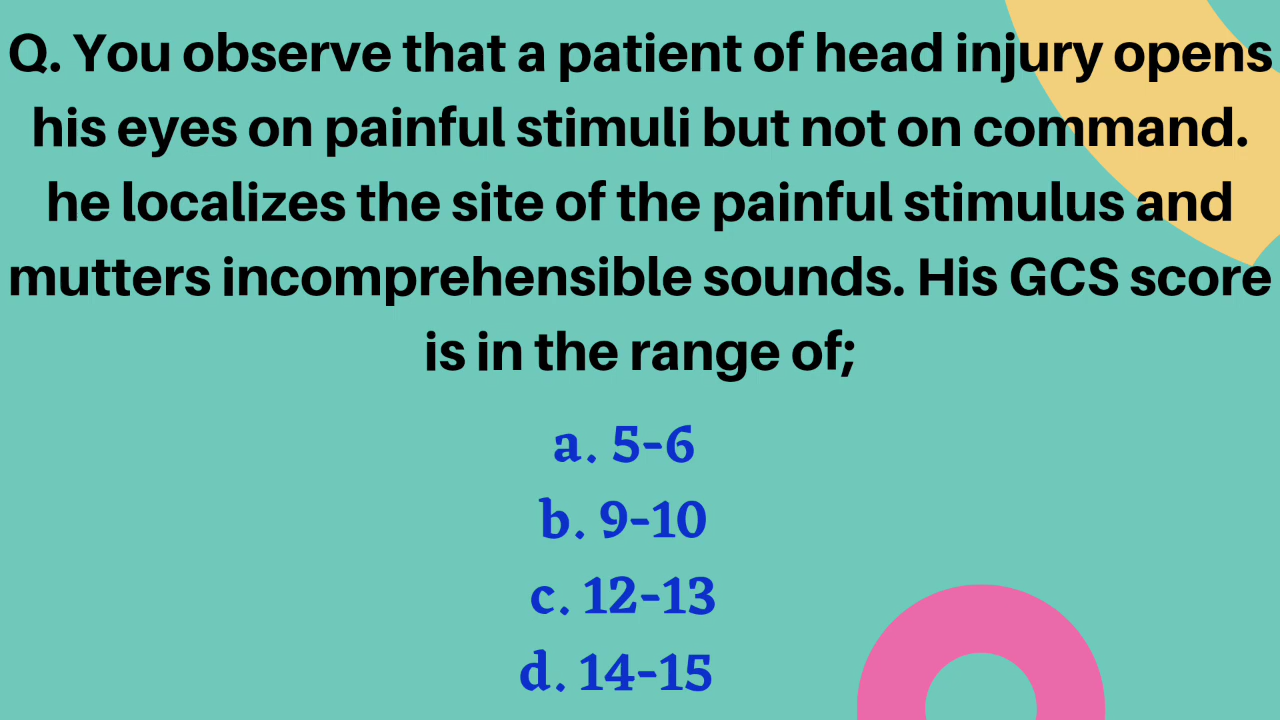 Q. You observe that a patient of head injury opens
his eyes on painful stimuli but not on command.
he localizes the site of the painful stimulus and
mutters incomprehensible sounds. His GCS score
is in the range of;
a. 5-6
b. 9-10
c. 12-13
d. 14-15